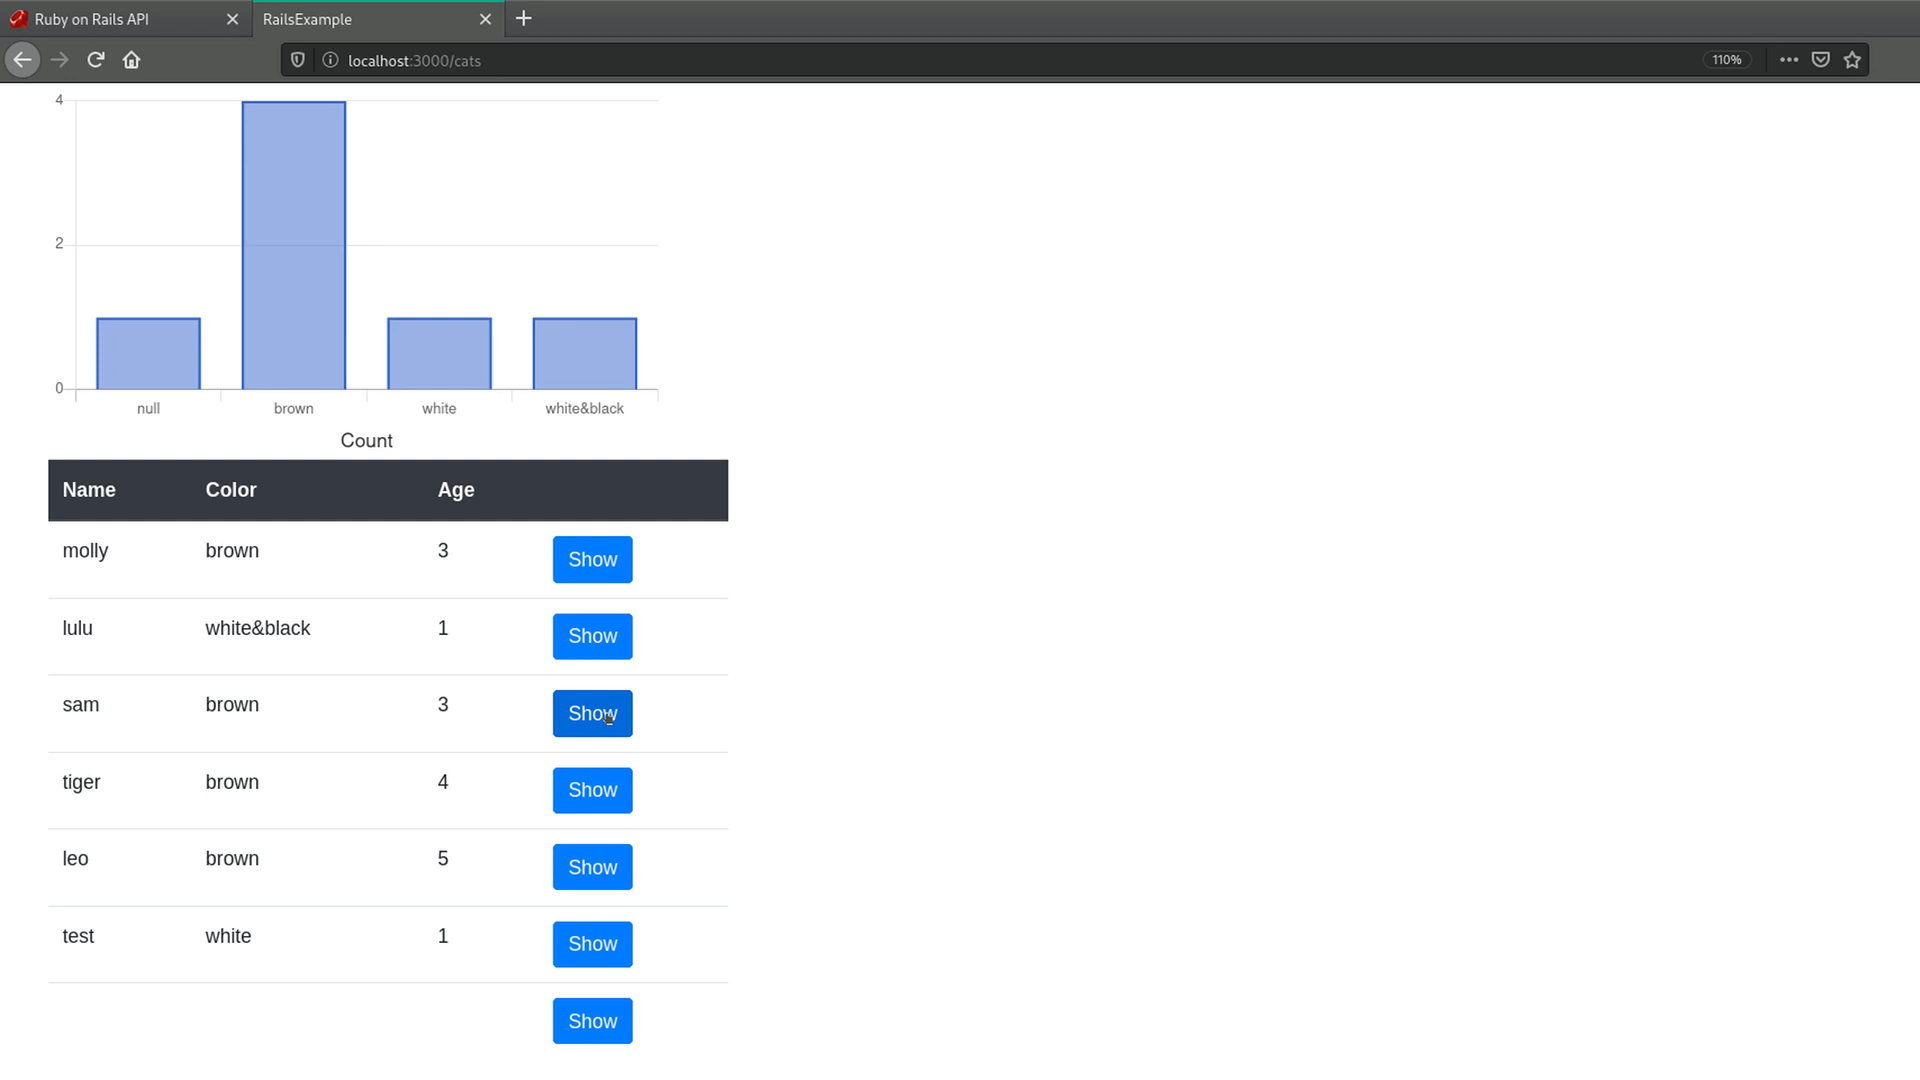 Ruby on Rails API
RailsExample
localhost:3000/cats
110%
4
2
0
null brown white white&black
Count
Name Color Age
molly brown 3 Show
lulu white&black 1 Show
sam brown 3 Show
tiger brown 4 Show
leo brown 5 Show
test white 1 Show
Show